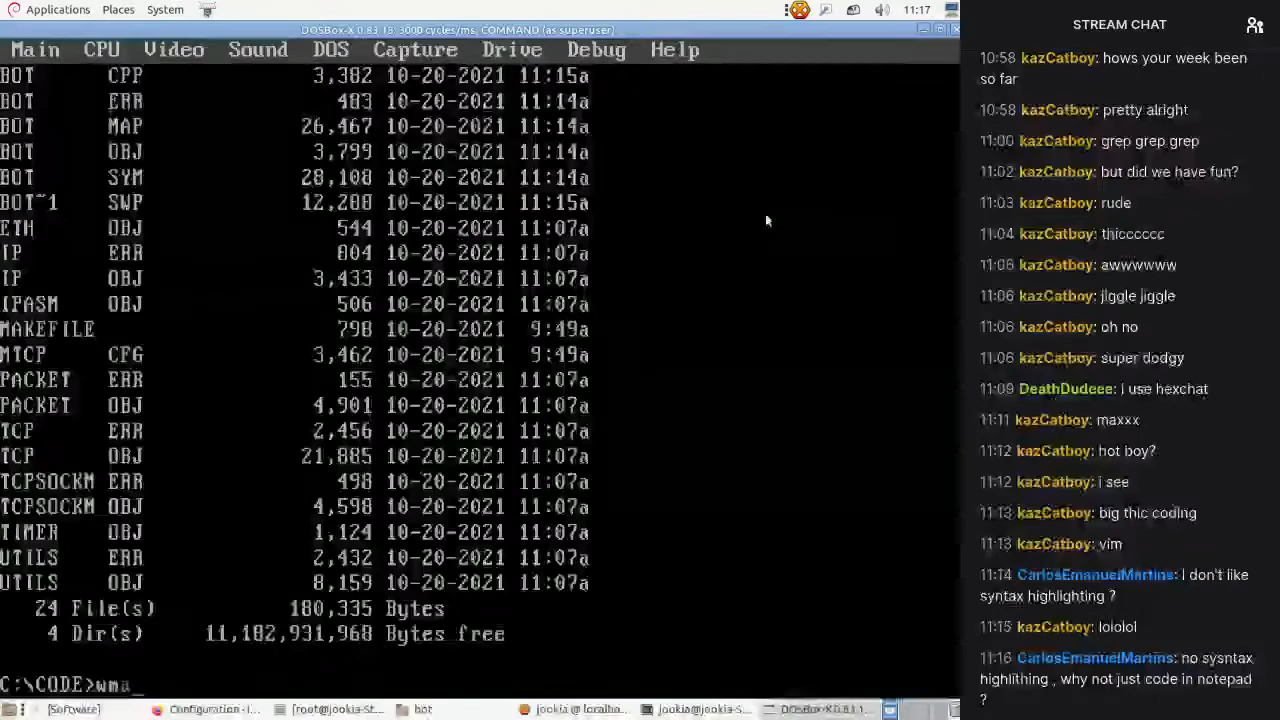 Applications Places System 11:17
DOSBox-X 0.83.18: 3000 cycles/ms, COMMAND (as superuser)
Main CPU Video Sound DOS Capture Drive Debug Help
BOT CPP 3,382 10-20-2021 11:15a
BOT ERR 483 10-20-2021 11:14a
BOT MAP 26,467 10-20-2021 11:14a
BOT OBJ 3,799 10-20-2021 11:14a
BOT SYM 28,108 10-20-2021 11:14a
BOT~1 SWP 12,288 10-20-2021 11:15a
ETH OBJ 544 10-20-2021 11:07a
IP ERR 804 10-20-2021 11:07a
IP OBJ 3,433 10-20-2021 11:07a
IPASM OBJ 506 10-20-2021 11:07a
MAKEFILE 798 10-20-2021 9:49a
MTCP CFG 3,462 10-20-2021 9:49a
PACKET ERR 155 10-20-2021 11:07a
PACKET OBJ 4,901 10-20-2021 11:07a
TCP ERR 2,456 10-20-2021 11:07a
TCP OBJ 21,885 10-20-2021 11:07a
TCPSOCKM ERR 498 10-20-2021 11:07a
TCPSOCKM OBJ 4,598 10-20-2021 11:07a
TIMER OBJ 1,124 10-20-2021 11:07a
UTILS ERR 2,432 10-20-2021 11:07a
UTILS OBJ 8,159 10-20-2021 11:07a
24 File(s) 180,335 Bytes
4 Dir(s) 11,182,931,968 Bytes free
C:\CODE>wma_
[Software] Configuration - I... [root@jookia-St... bot jookia @ localho... jookia@jookia-S... DOSBox-X 0.83.1...
STREAM CHAT
10:58 kazCatboy: hows your week been
so far
10:58 kazCatboy: pretty alright
11:00 kazCatboy: grep grep grep
11:02 kazCatboy: but did we have fun?
11:03 kazCatboy: rude
11:04 kazCatboy: thicccccc
11:06 kazCatboy: awwwwww
11:06 kazCatboy: jiggle jiggle
11:06 kazCatboy: oh no
11:06 kazCatboy: super dodgy
11:09 DeathDudeee: i use hexchat
11:11 kazCatboy: maxxx
11:12 kazCatboy: hot boy?
11:12 kazCatboy: i see
11:13 kazCatboy: big thic coding
11:13 kazCatboy: vim
11:14 CarlosEmanuelMartins: I don't like
syntax highlighting ?
11:15 kazCatboy: lololol
11:16 CarlosEmanuelMartins: no sysntax
highlithing , why not just code in notepad
?